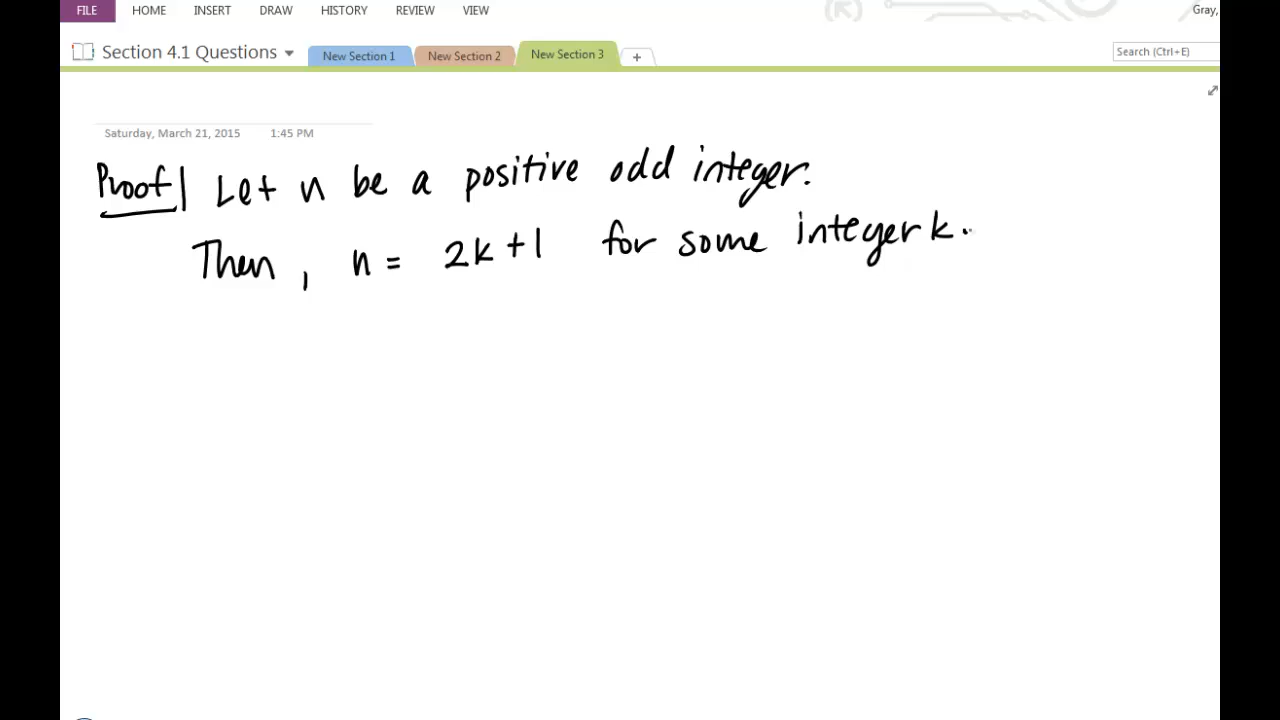 FILE HOME INSERT DRAW HISTORY REVIEW VIEW Gray,
Section 4.1 Questions New Section 1 New Section 2 New Section 3 + Search (Ctrl+E)
Saturday, March 21, 2015 1:45 PM
Proof| Let n be a positive odd integer.
Then, n = 2k+1 for some integer k.